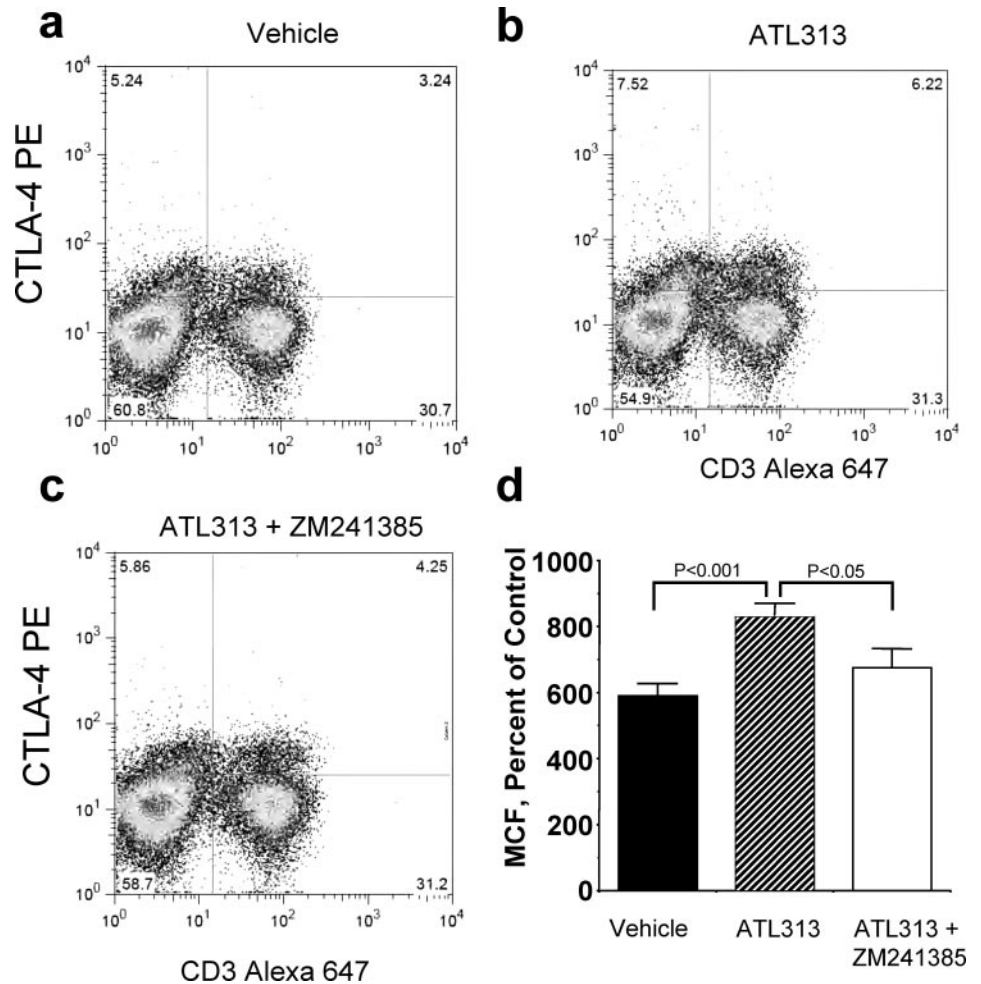 a
Vehicle
CTLA-4 PE
10^4
10^3
10^2
10^1
10^0
5.24
3.24
60.8
30.7
10^0
10^1
10^2
10^3
10^4
b
ATL313
10^4
10^3
10^2
10^1
10^0
7.52
6.22
54.9
31.3
10^0
10^1
10^2
10^3
10^4
CD3 Alexa 647
c
ATL313 + ZM241385
CTLA-4 PE
10^4
10^3
10^2
10^1
10^0
5.86
4.25
58.7
31.2
10^0
10^1
10^2
10^3
10^4
CD3 Alexa 647
d
MCF, Percent of Control
1000
800
600
400
200
0
P<0.001
P<0.05
Vehicle
ATL313
ATL313 +
ZM241385